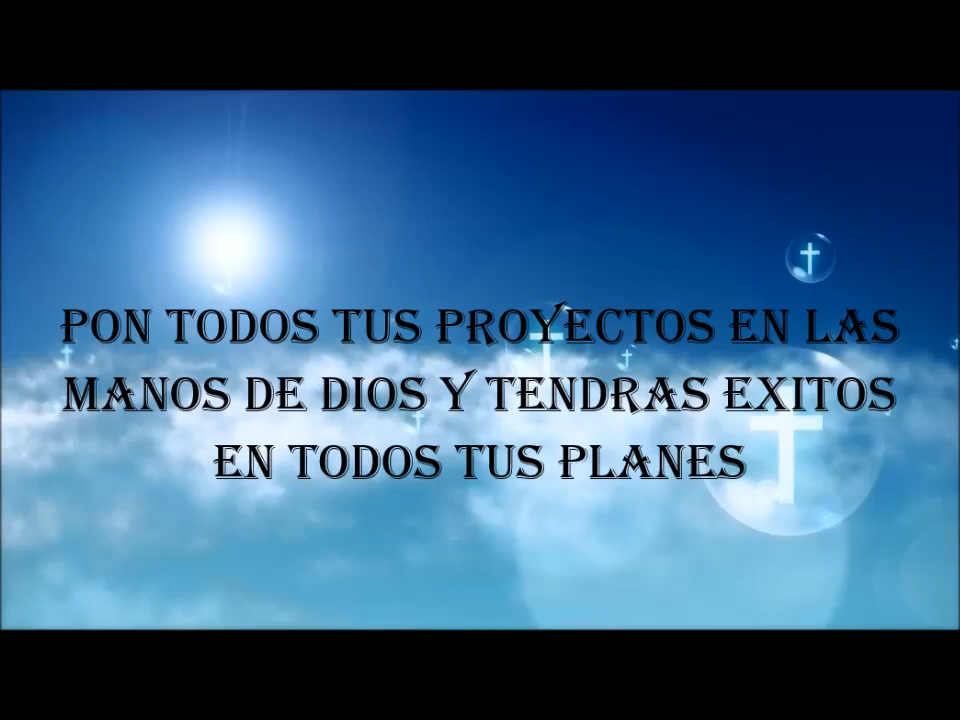 PON TODOS TUS PROYECTOS EN LAS
MANOS DE DIOS Y TENDRAS EXITOS
EN TODOS TUS PLANES